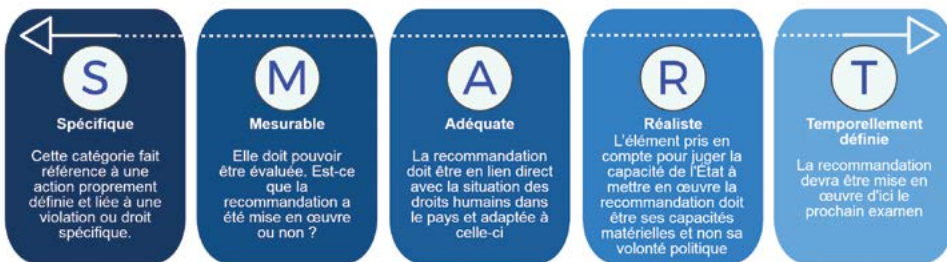 S
Spécifique
Cette catégorie fait
référence à une
action proprement
définie et liée à une
violation ou droit
spécifique.
M
Mesurable
Elle doit pouvoir
être évaluée. Est-ce
que la
recommandation a
été mise en œuvre
ou non ?
A
Adéquate
La recommandation
doit être en lien direct
avec la situation des
droits humains dans
le pays et adaptée à
celle-ci
R
Réaliste
L'élément pris en
compte pour juger la
capacité de l'État à
mettre en œuvre la
recommandation doit
être ses capacités
matérielles et non sa
volonté politique
T
Temporellement
définie
La recommandation
devra être mise en
œuvre d'ici le
prochain examen